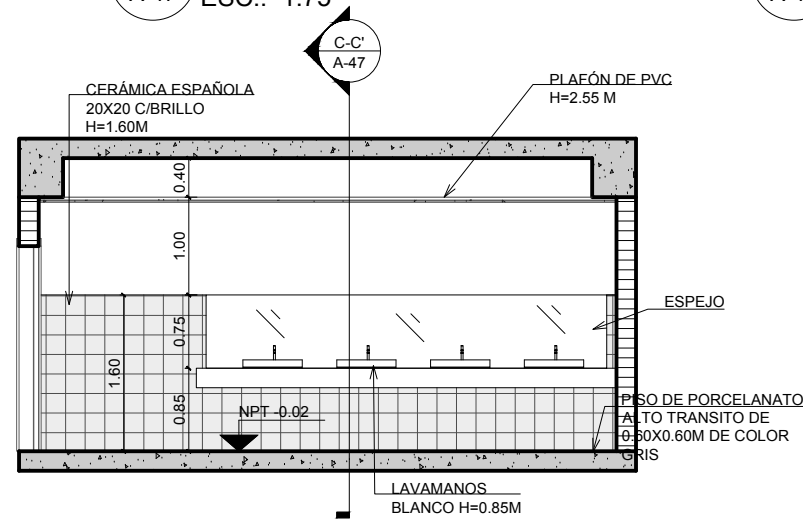 ESC.: 1.75
C-C'
A-47
CERÁMICA ESPAÑOLA
20X20 C/BRILLO
H=1.60M
PLAFÓN DE PVC
H=2.55 M
0.40
1.00
0.75
0.85
1.60
ESPEJO
NPT -0.02
PISO DE PORCELANATO
ALTO TRANSITO DE
0.60X0.60M DE COLOR
GRIS
LAVAMANOS
BLANCO H=0.85M